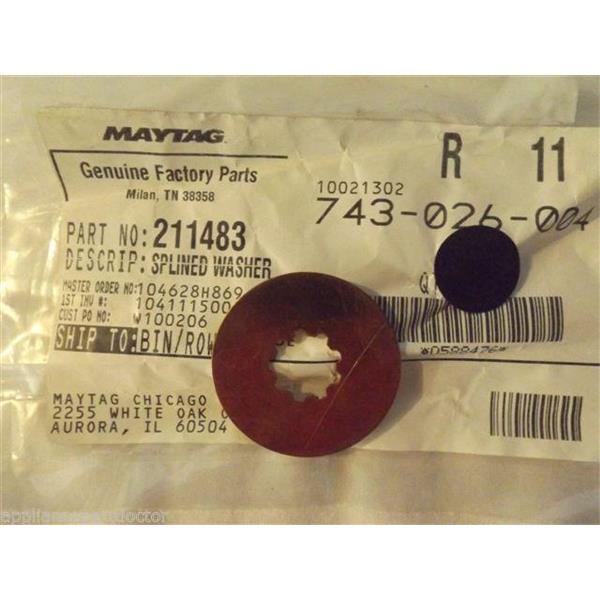 MAYTAG
R 11
Genuine Factory Parts
Milan, TN 38358
10021302
743-026-004
PART NO: 211483
DESCRIP: SPLINED WASHER
MASTER ORDER NO: 104628H869
1ST INV #: 104111500
CUST PO NO: W100206
SHIP TO: BIN/ROW
*D588476*
MAYTAG CHICAGO
2255 WHITE OAK
AURORA, IL 60504